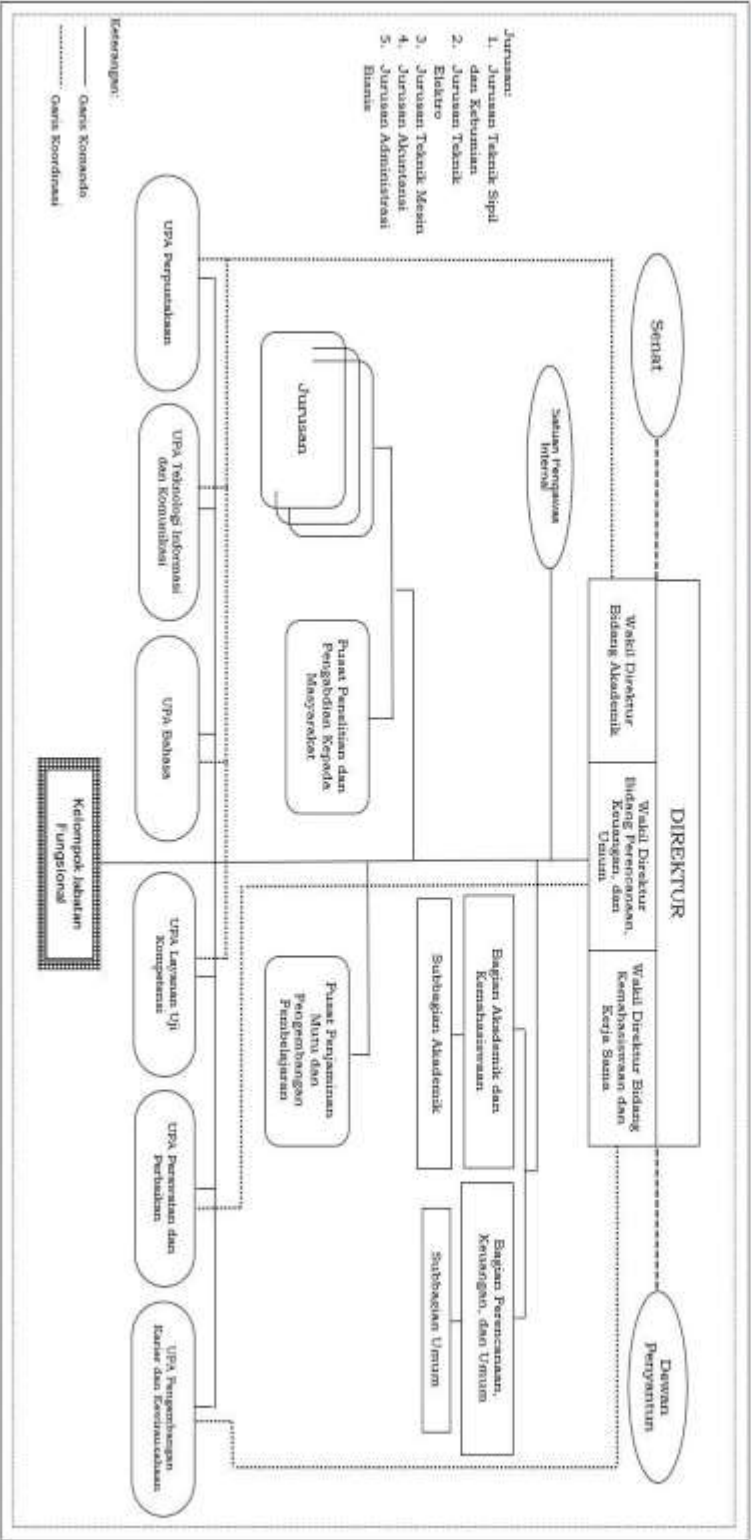 Senat
DIREKTUR
Dewan
Penyantun
Wakil Direktur
Bidang Akademik
Wakil Direktur
Bidang Perencanaan,
Keuangan, dan
Umum
Wakil Direktur Bidang
Kemahasiswaan dan
Kerja Sama
Satuan Pengawas
Internal
Bagian Akademik dan
Kemahasiswaan
Bagian Perencanaan,
Keuangan, dan Umum
Subbagian Akademik
Subbagian Umum
Jurusan:
1. Jurusan Teknik Sipil
dan Kebumian
2. Jurusan Teknik
Elektro
3. Jurusan Teknik Mesin
4. Jurusan Akuntansi
5. Jurusan Administrasi
Bisnis
Jurusan
Pusat Penelitian dan
Pengabdian Kepada
Masyarakat
Pusat Penjaminan
Mutu dan
Pengembangan
Pembelajaran
UPA Perpustakaan
UPA Teknologi Informasi
dan Komunikasi
UPA Bahasa
UPA Layanan Uji
Kompetensi
UPA Perawatan dan
Perbaikan
UPA Pengembangan
Karier dan Kewirausahaan
Kelompok Jabatan
Fungsional
Keterangan:
Garis Komando
Garis Koordinasi